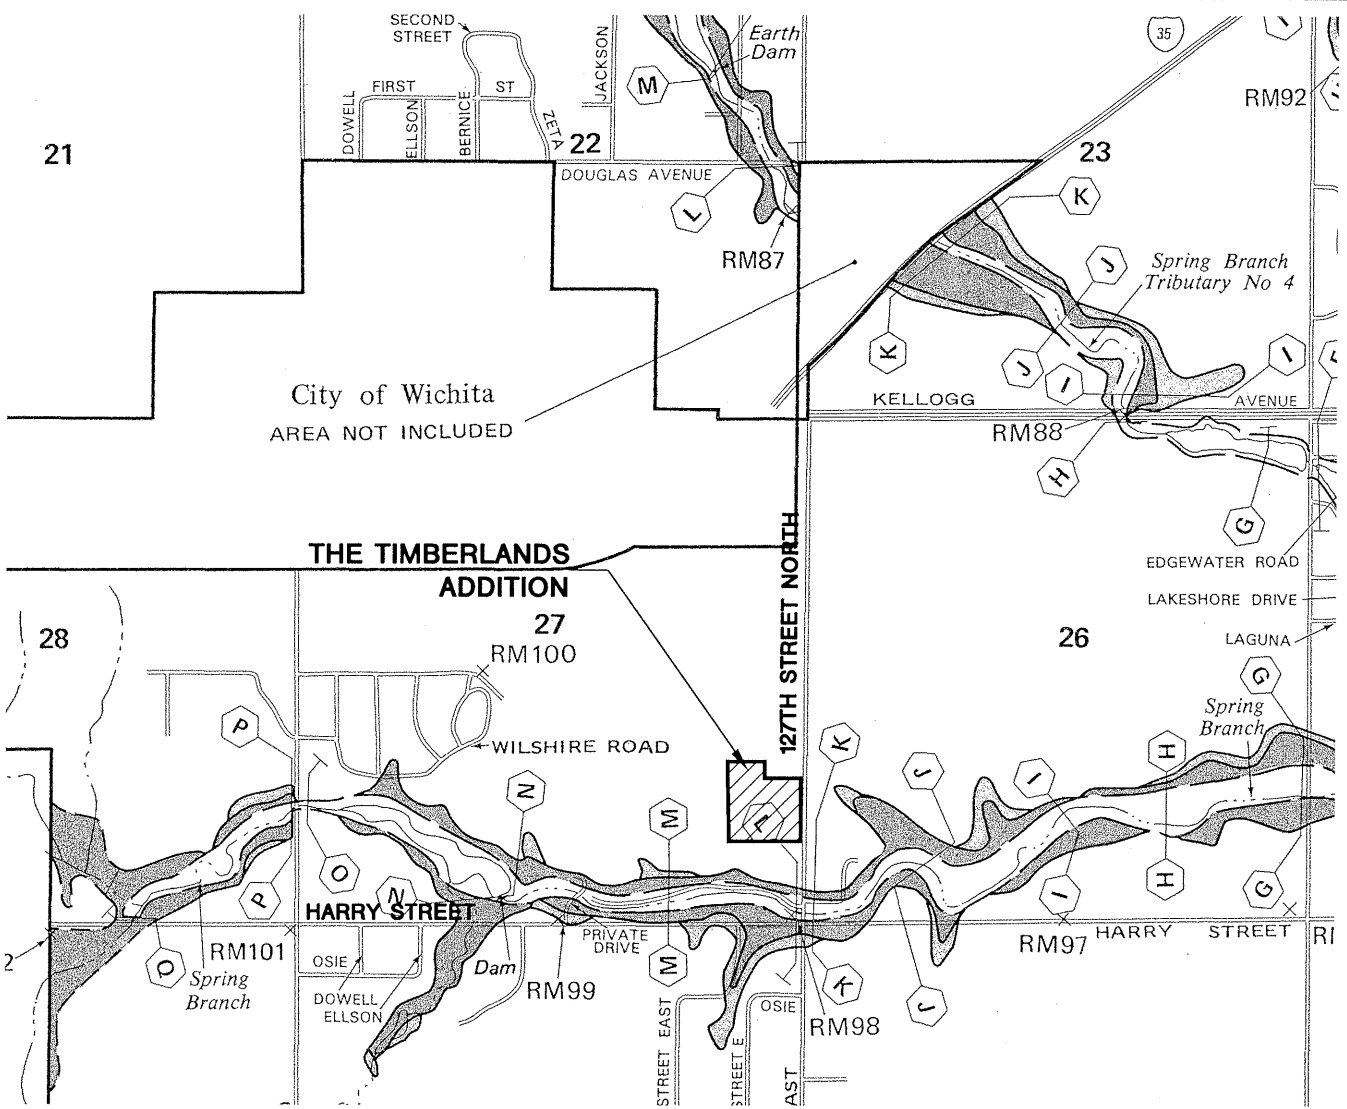 SECOND
STREET
JACKSON
Earth
Dam
35
M
FIRST
ST
RM92
DOWELL
ELLSON
BERNICE
ZETA
21
22
23
DOUGLAS AVENUE
L
K
RM87
J
Spring Branch
Tributary No 4
K
J
I
I
City of Wichita
AREA NOT INCLUDED
KELLOGG
AVENUE
RM88
H
G
THE TIMBERLANDS
ADDITION
127TH STREET NORTH
EDGEWATER ROAD
LAKESHORE DRIVE
LAGUNA
28
27
26
RM100
G
Spring
Branch
P
WILSHIRE ROAD
K
J
I
H
N
M
L
O
N
P
HARRY STREET
I
H
G
RM101
PRIVATE
DRIVE
RM97
HARRY STREET
RI
2
Q
Spring
Branch
OSIE
Dam
M
K
J
RM99
DOWELL
ELLSON
OSIE
RM98
STREET EAST
STREET E
AST